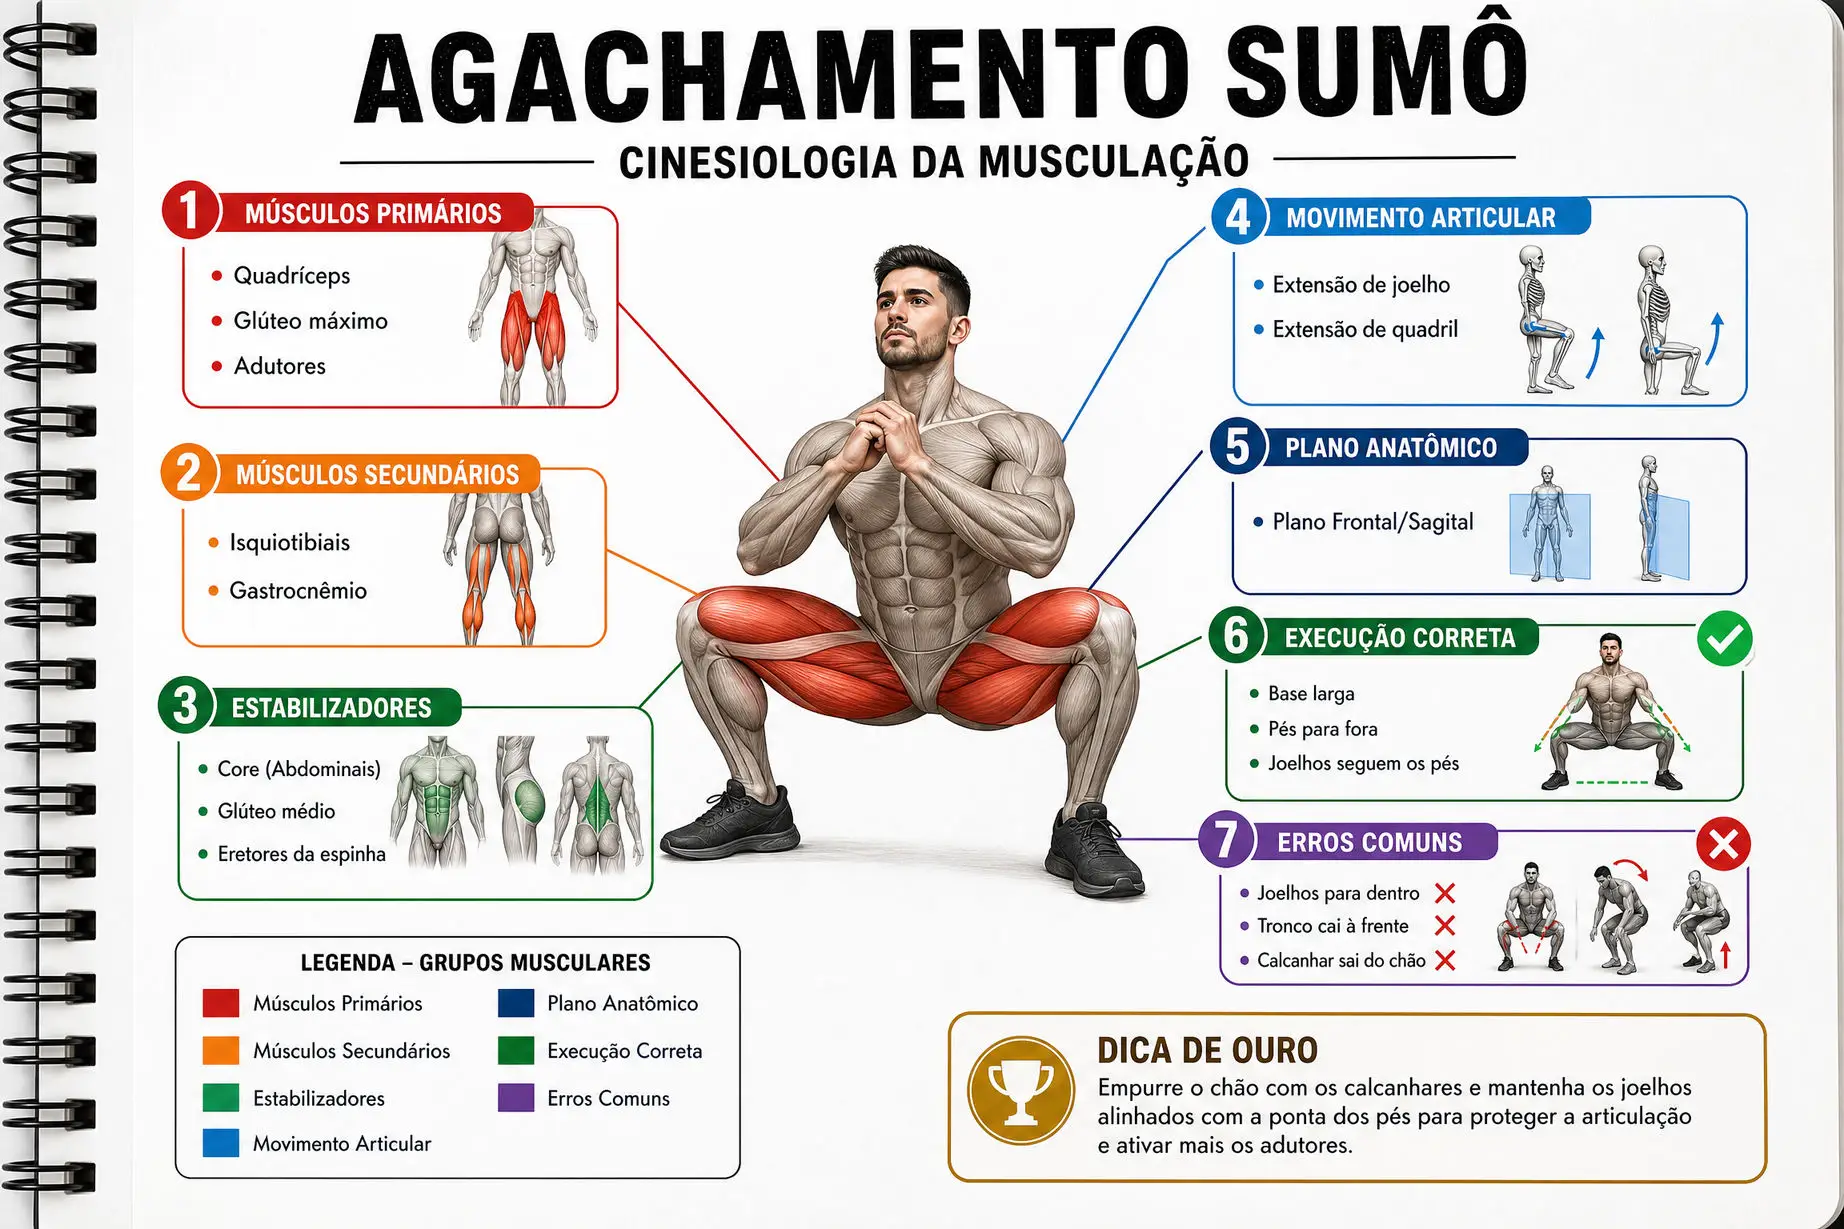 AGACHAMENTO SUMÔ
CINESIOLOGIA DA MUSCULAÇÃO
1 MÚSCULOS PRIMÁRIOS
• Quadríceps
• Glúteo máximo
• Adutores
2 MÚSCULOS SECUNDÁRIOS
• Isquiotibiais
• Gastrocnêmio
3 ESTABILIZADORES
• Core (Abdominais)
• Glúteo médio
• Eretores da espinha
4 MOVIMENTO ARTICULAR
• Extensão de joelho
• Extensão de quadril
5 PLANO ANATÔMICO
• Plano Frontal/Sagital
6 EXECUÇÃO CORRETA
• Base larga
• Pés para fora
• Joelhos seguem os pés
7 ERROS COMUNS
• Joelhos para dentro
• Tronco cai à frente
• Calcanhar sai do chão
LEGENDA – GRUPOS MUSCULARES
Músculos Primários
Músculos Secundários
Estabilizadores
Movimento Articular
Plano Anatômico
Execução Correta
Erros Comuns
DICA DE OURO
Empurre o chão com os calcanhares e mantenha os joelhos
alinhados com a ponta dos pés para proteger a articulação
e ativar mais os adutores.